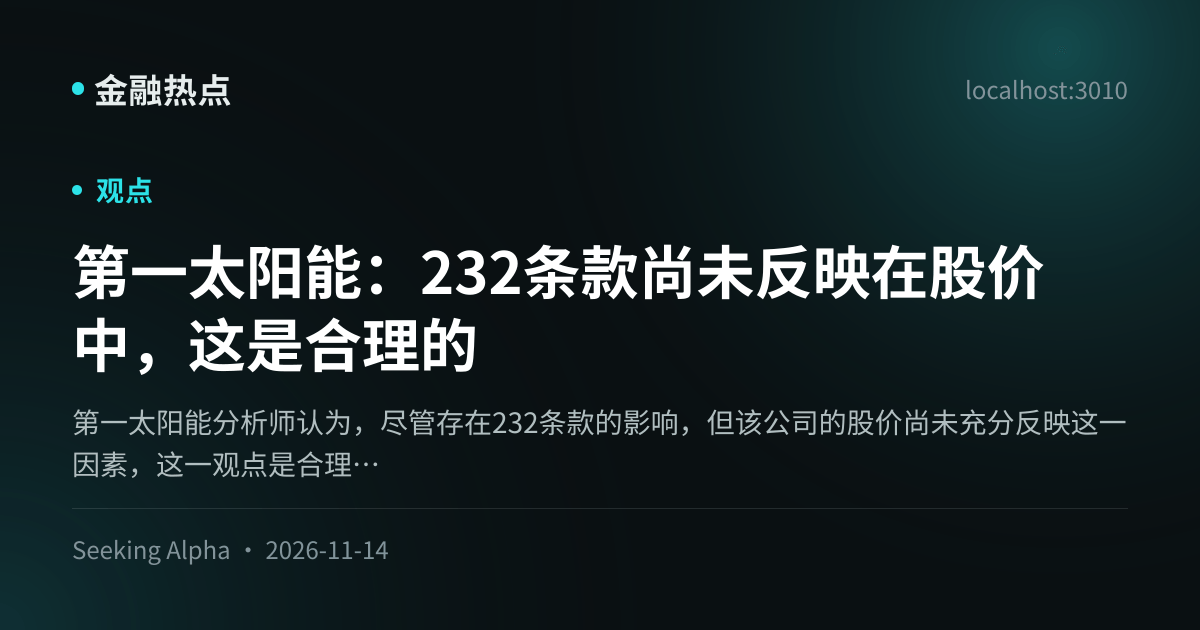 金融热点
localhost:3010
观点
第一太阳能：232条款尚未反映在股价
中，这是合理的
第一太阳能分析师认为，尽管存在232条款的影响，但该公司的股价尚未充分反映这一
因素，这一观点是合理…
Seeking Alpha · 2026-11-14